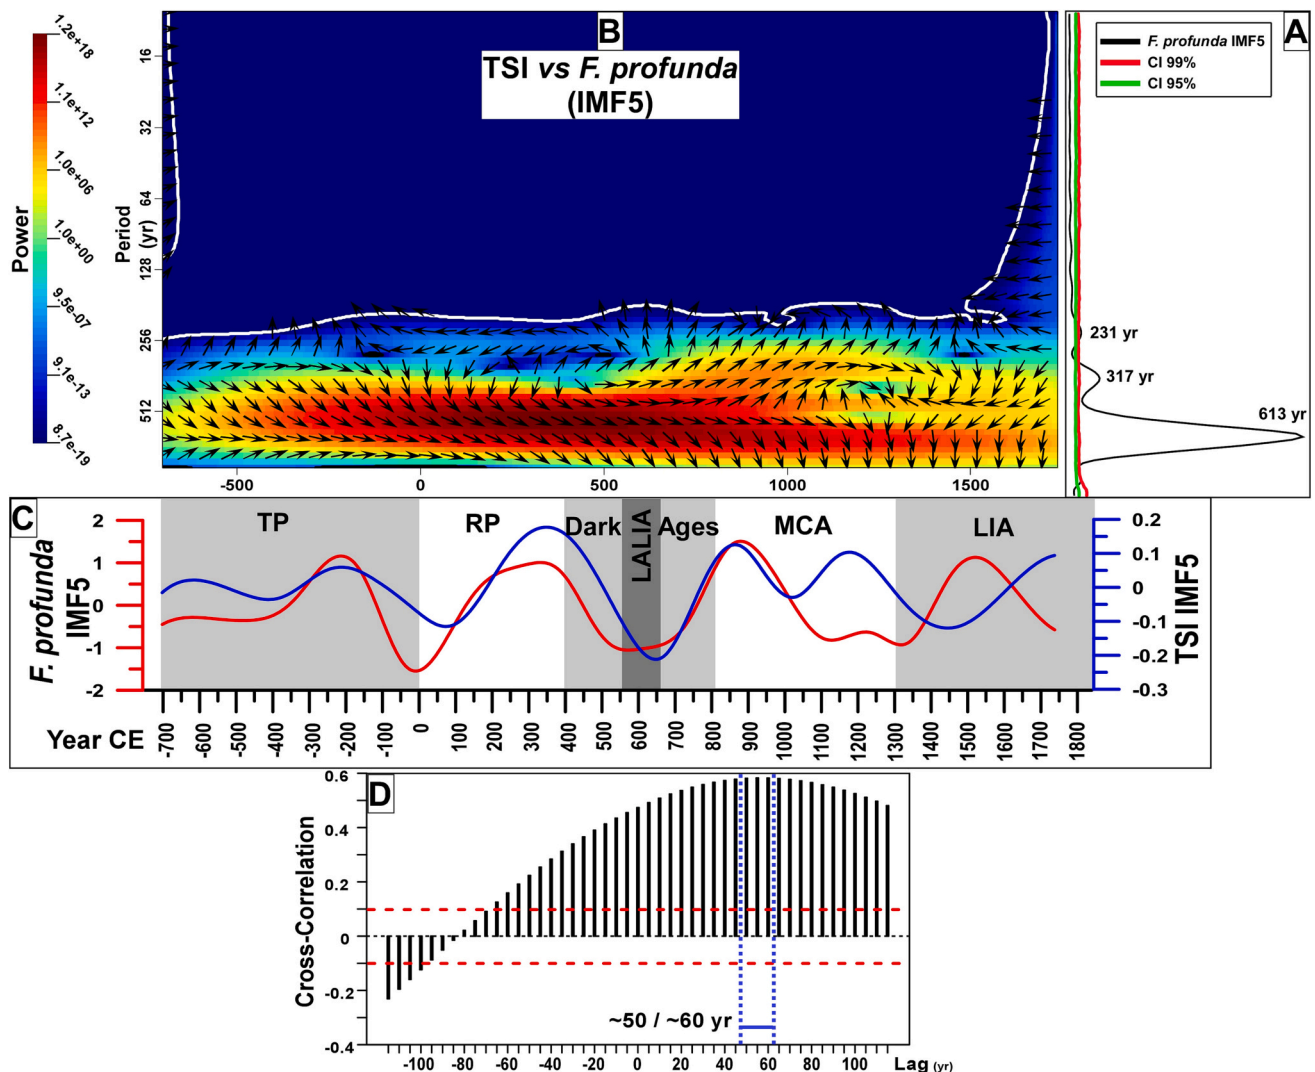 B
TSI vs F. profunda
(IMF5)
Power
1.2e+18
1.1e+12
1.0e+06
1.0e+00
9.5e-07
9.1e-13
8.7e-19
Period
(yr)
16
32
64
128
256
512
-500
0
500
1000
1500
A
F. profunda IMF5
CI 99%
CI 95%
231 yr
317 yr
613 yr
C
TP
RP
Dark
LALIA
Ages
MCA
LIA
F. profunda
IMF5
2
1
0
-1
-2
TSI IMF5
0.2
0.1
0
-0.1
-0.2
-0.3
Year CE
-700
-600
-500
-400
-300
-200
-100
0
100
200
300
400
500
600
700
800
900
1000
1100
1200
1300
1400
1500
1600
1700
1800
D
Cross-Correlation
0.6
0.4
0.2
0
-0.2
-0.4
~50 / ~60 yr
-100
-80
-60
-40
-20
0
20
40
60
80
100
Lag (yr)